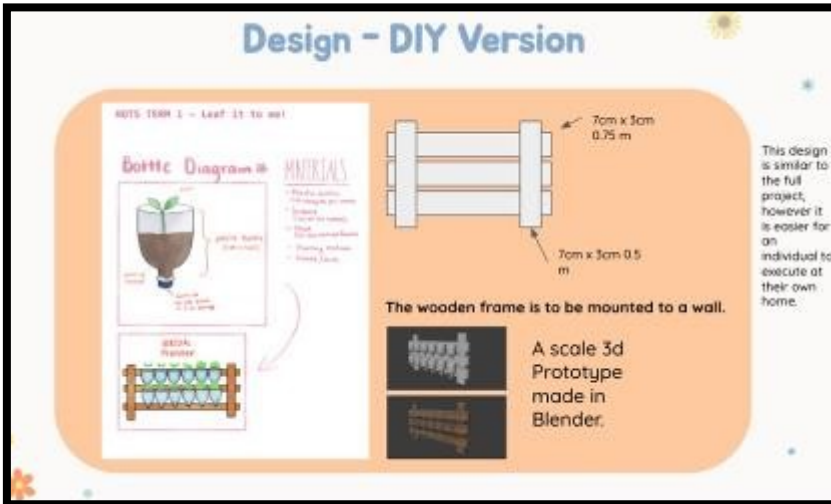 Design - DIY Version
HOTS TERM 1 - Leaf it to me!
Bottle Diagram
MATERIALS
7cm x 3cm
0.75 m
7cm x 3cm 0.5
m
The wooden frame is to be mounted to a wall.
A scale 3d
Prototype
made in
Blender.
This design
is similar to
the full
project,
however it
is easier for
an
individual to
execute at
their own
home.